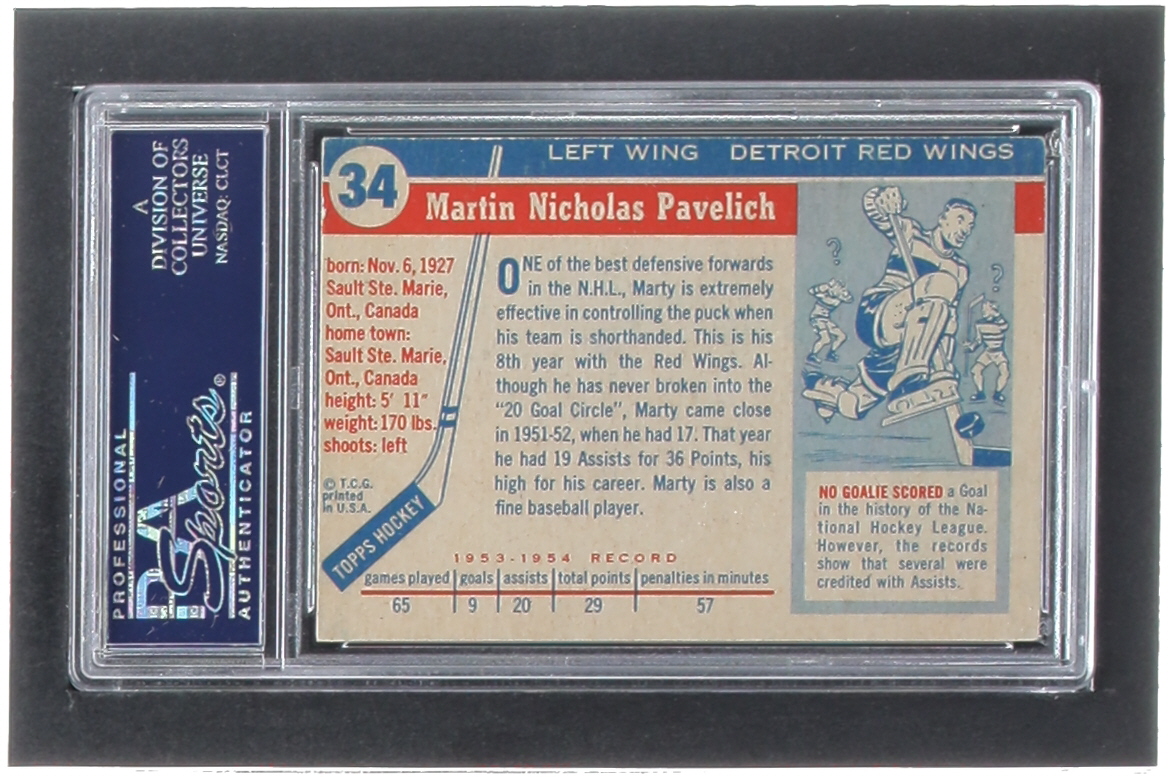 A
DIVISION OF
COLLECTORS
UNIVERSE
NASDAQ: CLCT
PROFESSIONAL
PSA
Sports®
AUTHENTICATOR
34
LEFT WING DETROIT RED WINGS
Martin Nicholas Pavelich
born: Nov. 6, 1927
Sault Ste. Marie,
Ont., Canada
home town:
Sault Ste. Marie,
Ont., Canada
height: 5' 11"
weight: 170 lbs.
shoots: left
© T.C.G.
printed
in U.S.A.
TOPPS HOCKEY
ONE of the best defensive forwards
in the N.H.L., Marty is extremely
effective in controlling the puck when
his team is shorthanded. This is his
8th year with the Red Wings. Al-
though he has never broken into the
"20 Goal Circle", Marty came close
in 1951-52, when he had 17. That year
he had 19 Assists for 36 Points, his
high for his career. Marty is also a
fine baseball player.
? ?
NO GOALIE SCORED a Goal
in the history of the Na-
tional Hockey League.
However, the records
show that several were
credited with Assists.
1953-1954 RECORD
games played goals assists total points penalties in minutes
65 9 20 29 57